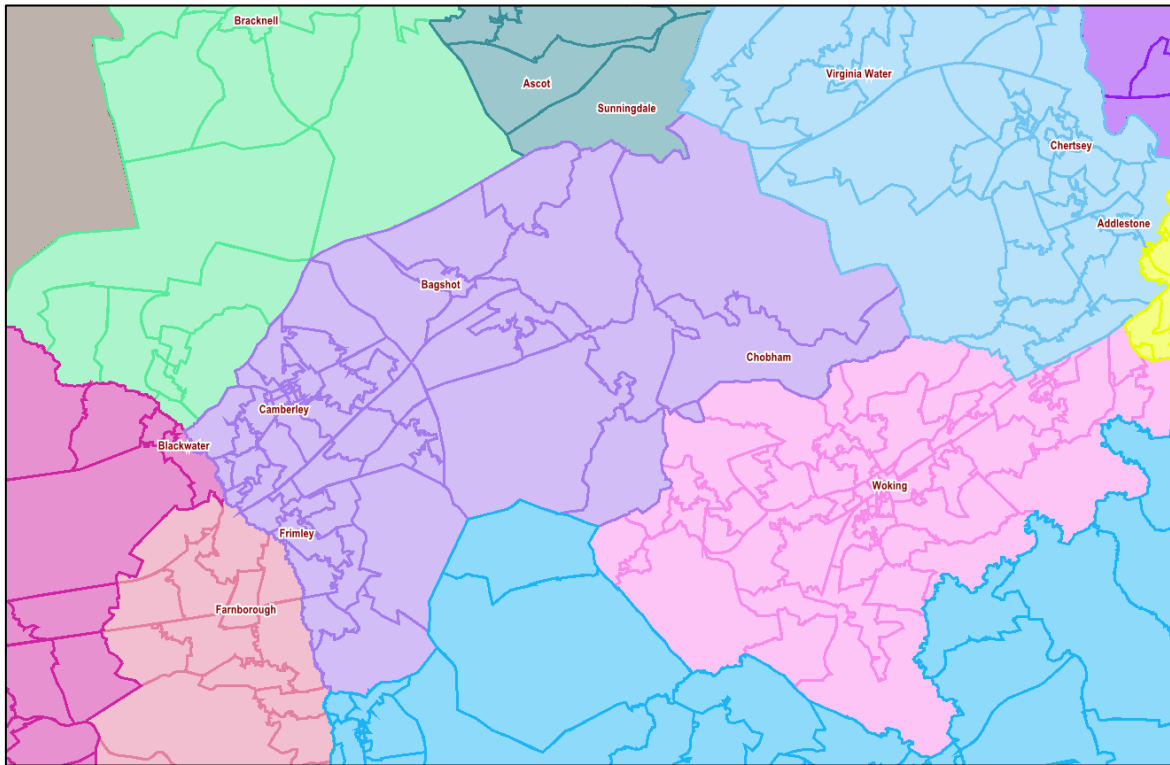 Bracknell
Virginia Water
Ascot
Sunningdale
Chertsey
Addlestone
Bagshot
Chobham
Camberley
Blackwater
Woking
Frimley
Farnborough